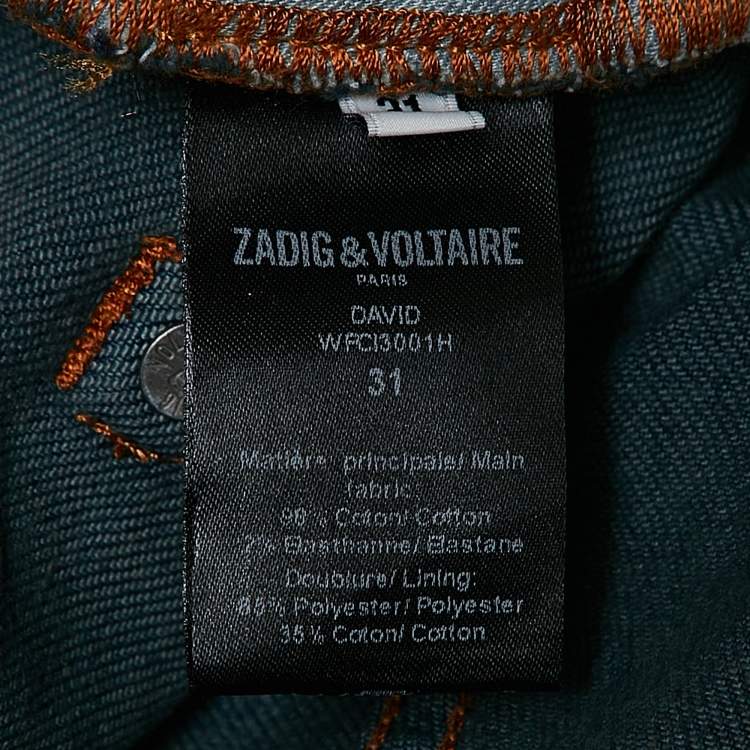 31
ZADIG & VOLTAIRE
PARIS
DAVID
WFCI3001H
31
Matière principale/ Main
fabric:
98% Coton/ Cotton
2% Elasthanne/ Elastane
Doublure/ Lining:
65% Polyester/ Polyester
35% Coton/ Cotton